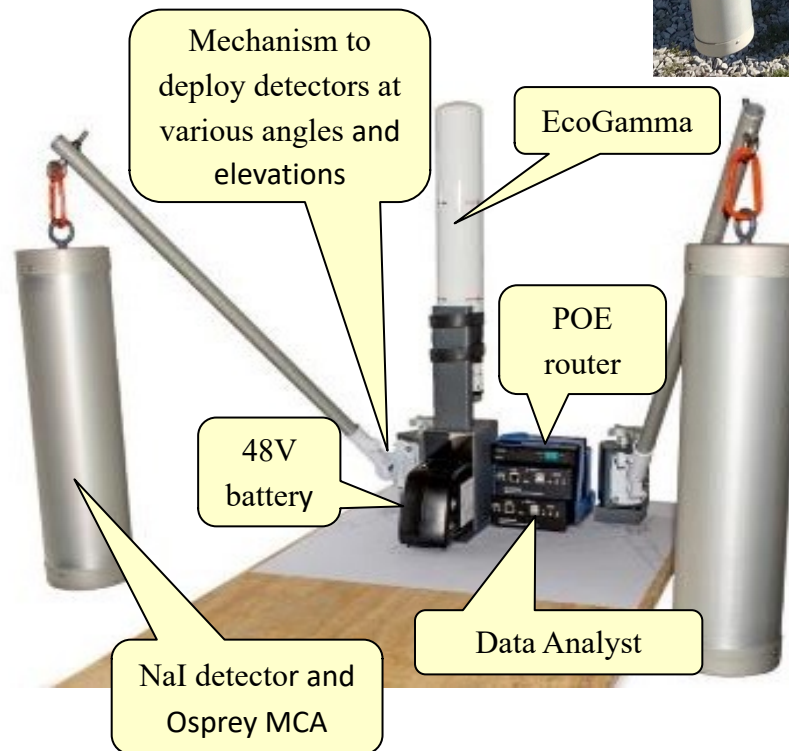 Mechanism to
deploy detectors at
various angles and
elevations
EcoGamma
POE
router
48V
battery
Data Analyst
NaI detector and
Osprey MCA